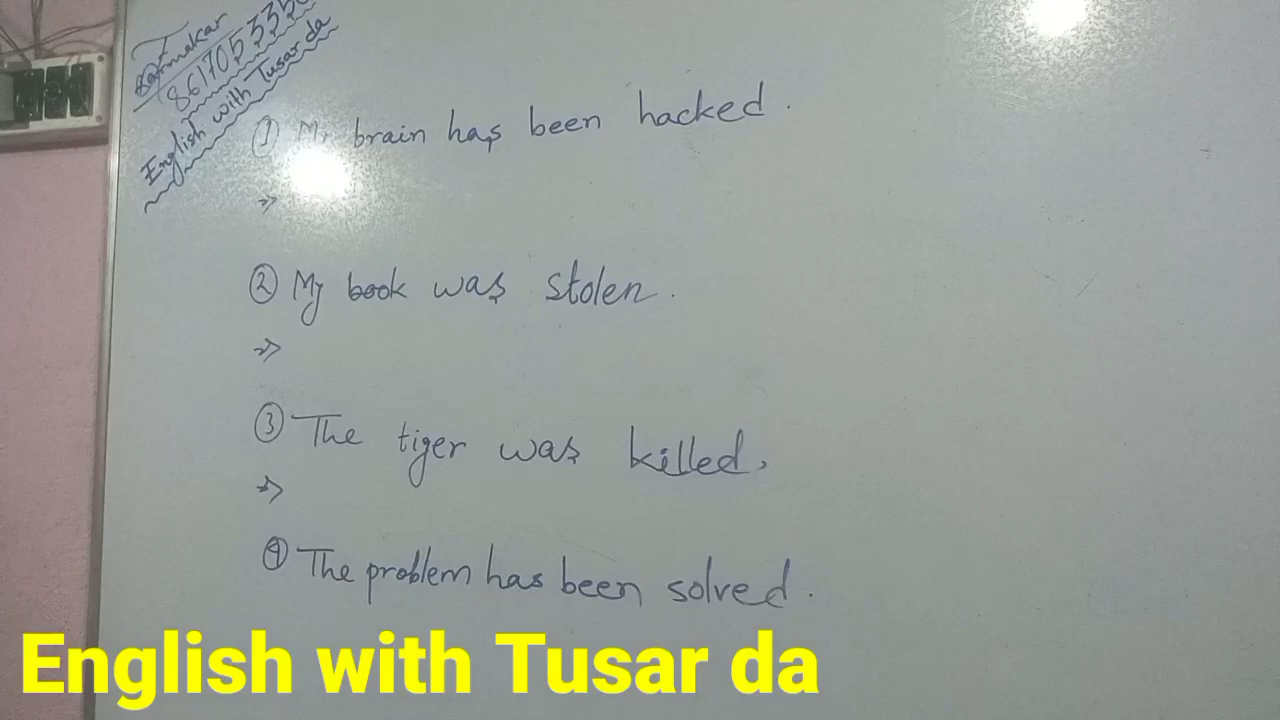 Karmakar
English with Tusar da
① My brain has been hacked.
⇒
② My book was stolen.
⇒
③ The tiger was killed.
⇒
④ The problem has been solved.
English with Tusar da